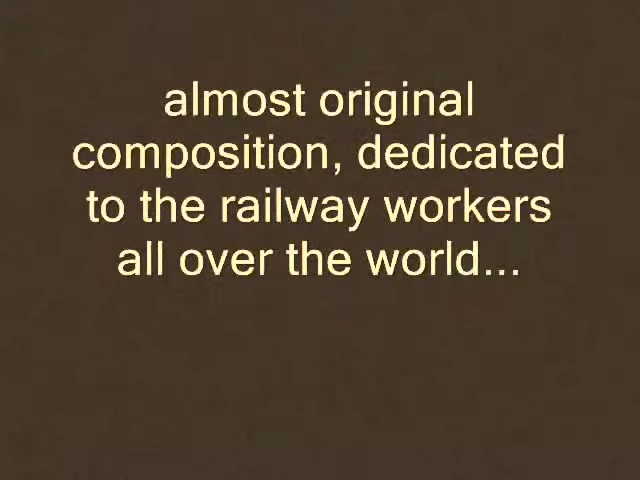 almost original
composition, dedicated
to the railway workers
all over the world...